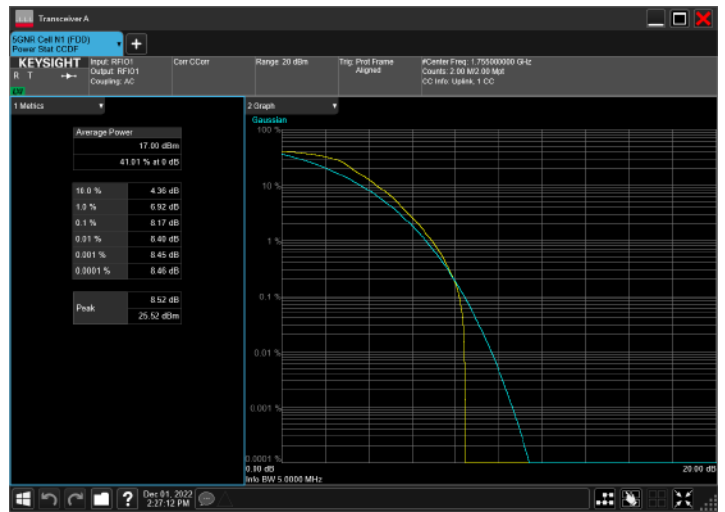 Transceiver A
5GNR Cell N1 (FDD)
Power Stat CCDF
KEYSIGHT
R T
Input: RFIO1
Output: RFIO1
Coupling: AC
Corr CCorr
Range: 20 dBm
Trig: Prot Frame
Aligned
#Center Freq: 1.755000000 GHz
Counts: 2.00 M/2.00 Mpt
CC Info: Uplink, 1 CC
1 Metrics
Average Power
17.00 dBm
41.01 % at 0 dB
10.0 % 4.36 dB
1.0 % 6.92 dB
0.1 % 8.17 dB
0.01 % 8.40 dB
0.001 % 8.45 dB
0.0001 % 8.46 dB
Peak
8.52 dB
25.52 dBm
2 Graph
Gaussian
100 %
10 %
1 %
0.1 %
0.01 %
0.001 %
0.0001 %
0.00 dB
20.00 dB
Info BW 5.0000 MHz
Dec 01, 2022
2:27:12 PM